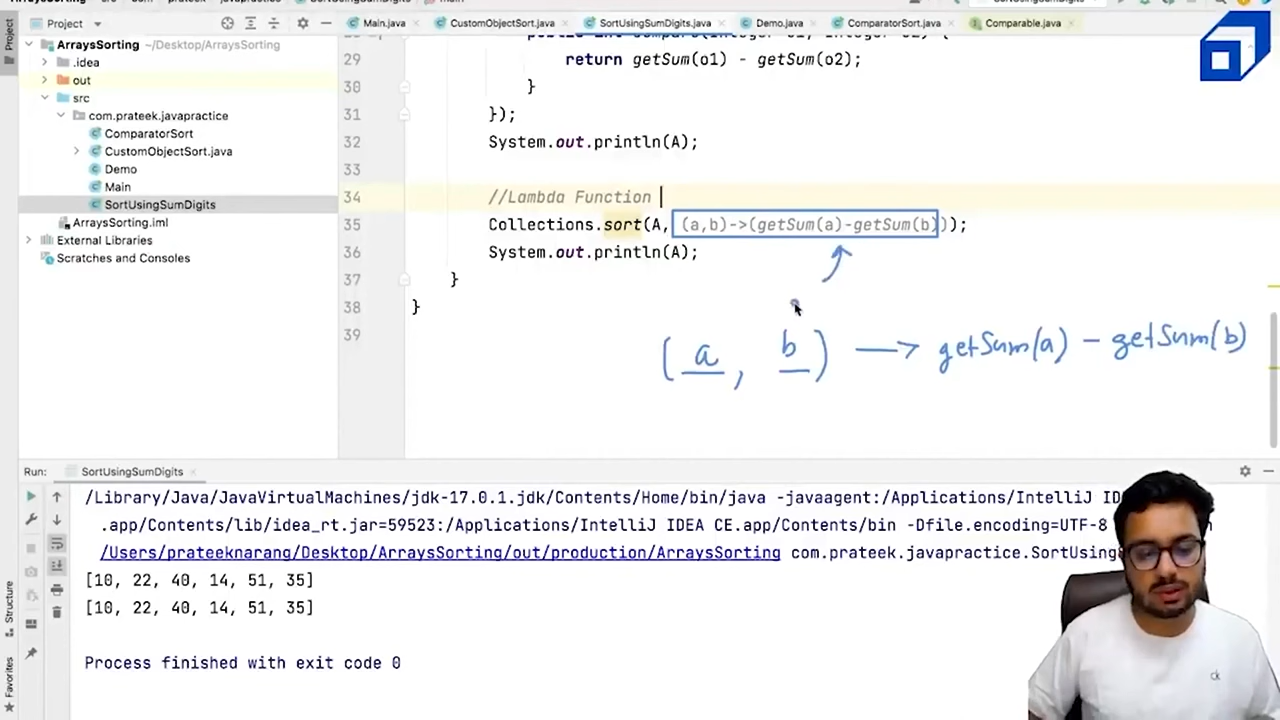 Project
Main.java
CustomObjectSort.java
SortUsingSumDigits.java
Demo.java
ComparatorSort.java
Comparable.java
Project
ArraysSorting ~/Desktop/ArraysSorting
.idea
out
src
com.prateek.javapractice
ComparatorSort
CustomObjectSort.java
Demo
Main
SortUsingSumDigits
ArraysSorting.iml
External Libraries
Scratches and Consoles
29 return getSum(o1) - getSum(o2);
30 }
31 });
32 System.out.println(A);
33
34 //Lambda Function
35 Collections.sort(A, (a,b)->(getSum(a)-getSum(b)));
36 System.out.println(A);
37 }
38 }
39
(a, b) → getSum(a) - getSum(b)
Run: SortUsingSumDigits
/Library/Java/JavaVirtualMachines/jdk-17.0.1.jdk/Contents/Home/bin/java -javaagent:/Applications/IntelliJ
.app/Contents/lib/idea_rt.jar=59523:/Applications/IntelliJ IDEA CE.app/Contents/bin -Dfile.encoding=UTF-8
/Users/prateeknarang/Desktop/ArraysSorting/out/production/ArraysSorting com.prateek.javapractice.SortUsing
[10, 22, 40, 14, 51, 35]
[10, 22, 40, 14, 51, 35]
Process finished with exit code 0
Structure
Favorites